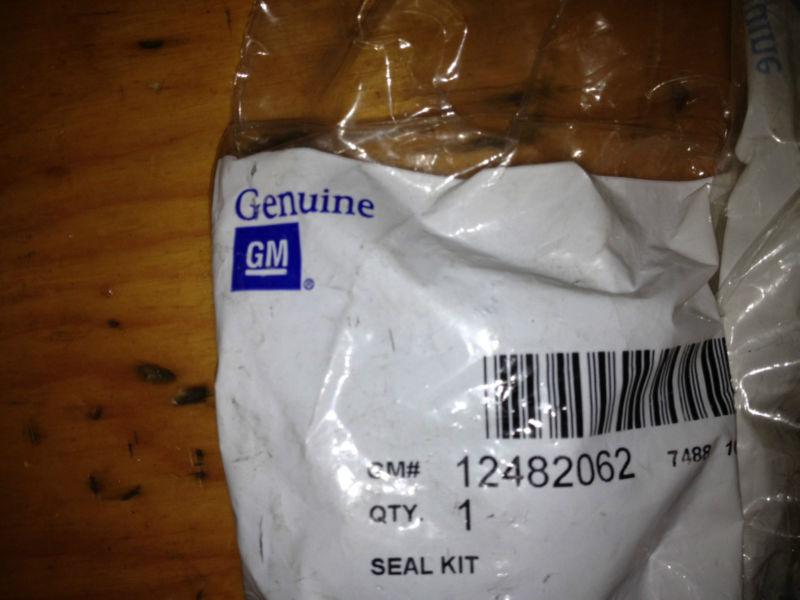 Genuine
GM
®
GM# 12482062 7488
QTY. 1
SEAL KIT